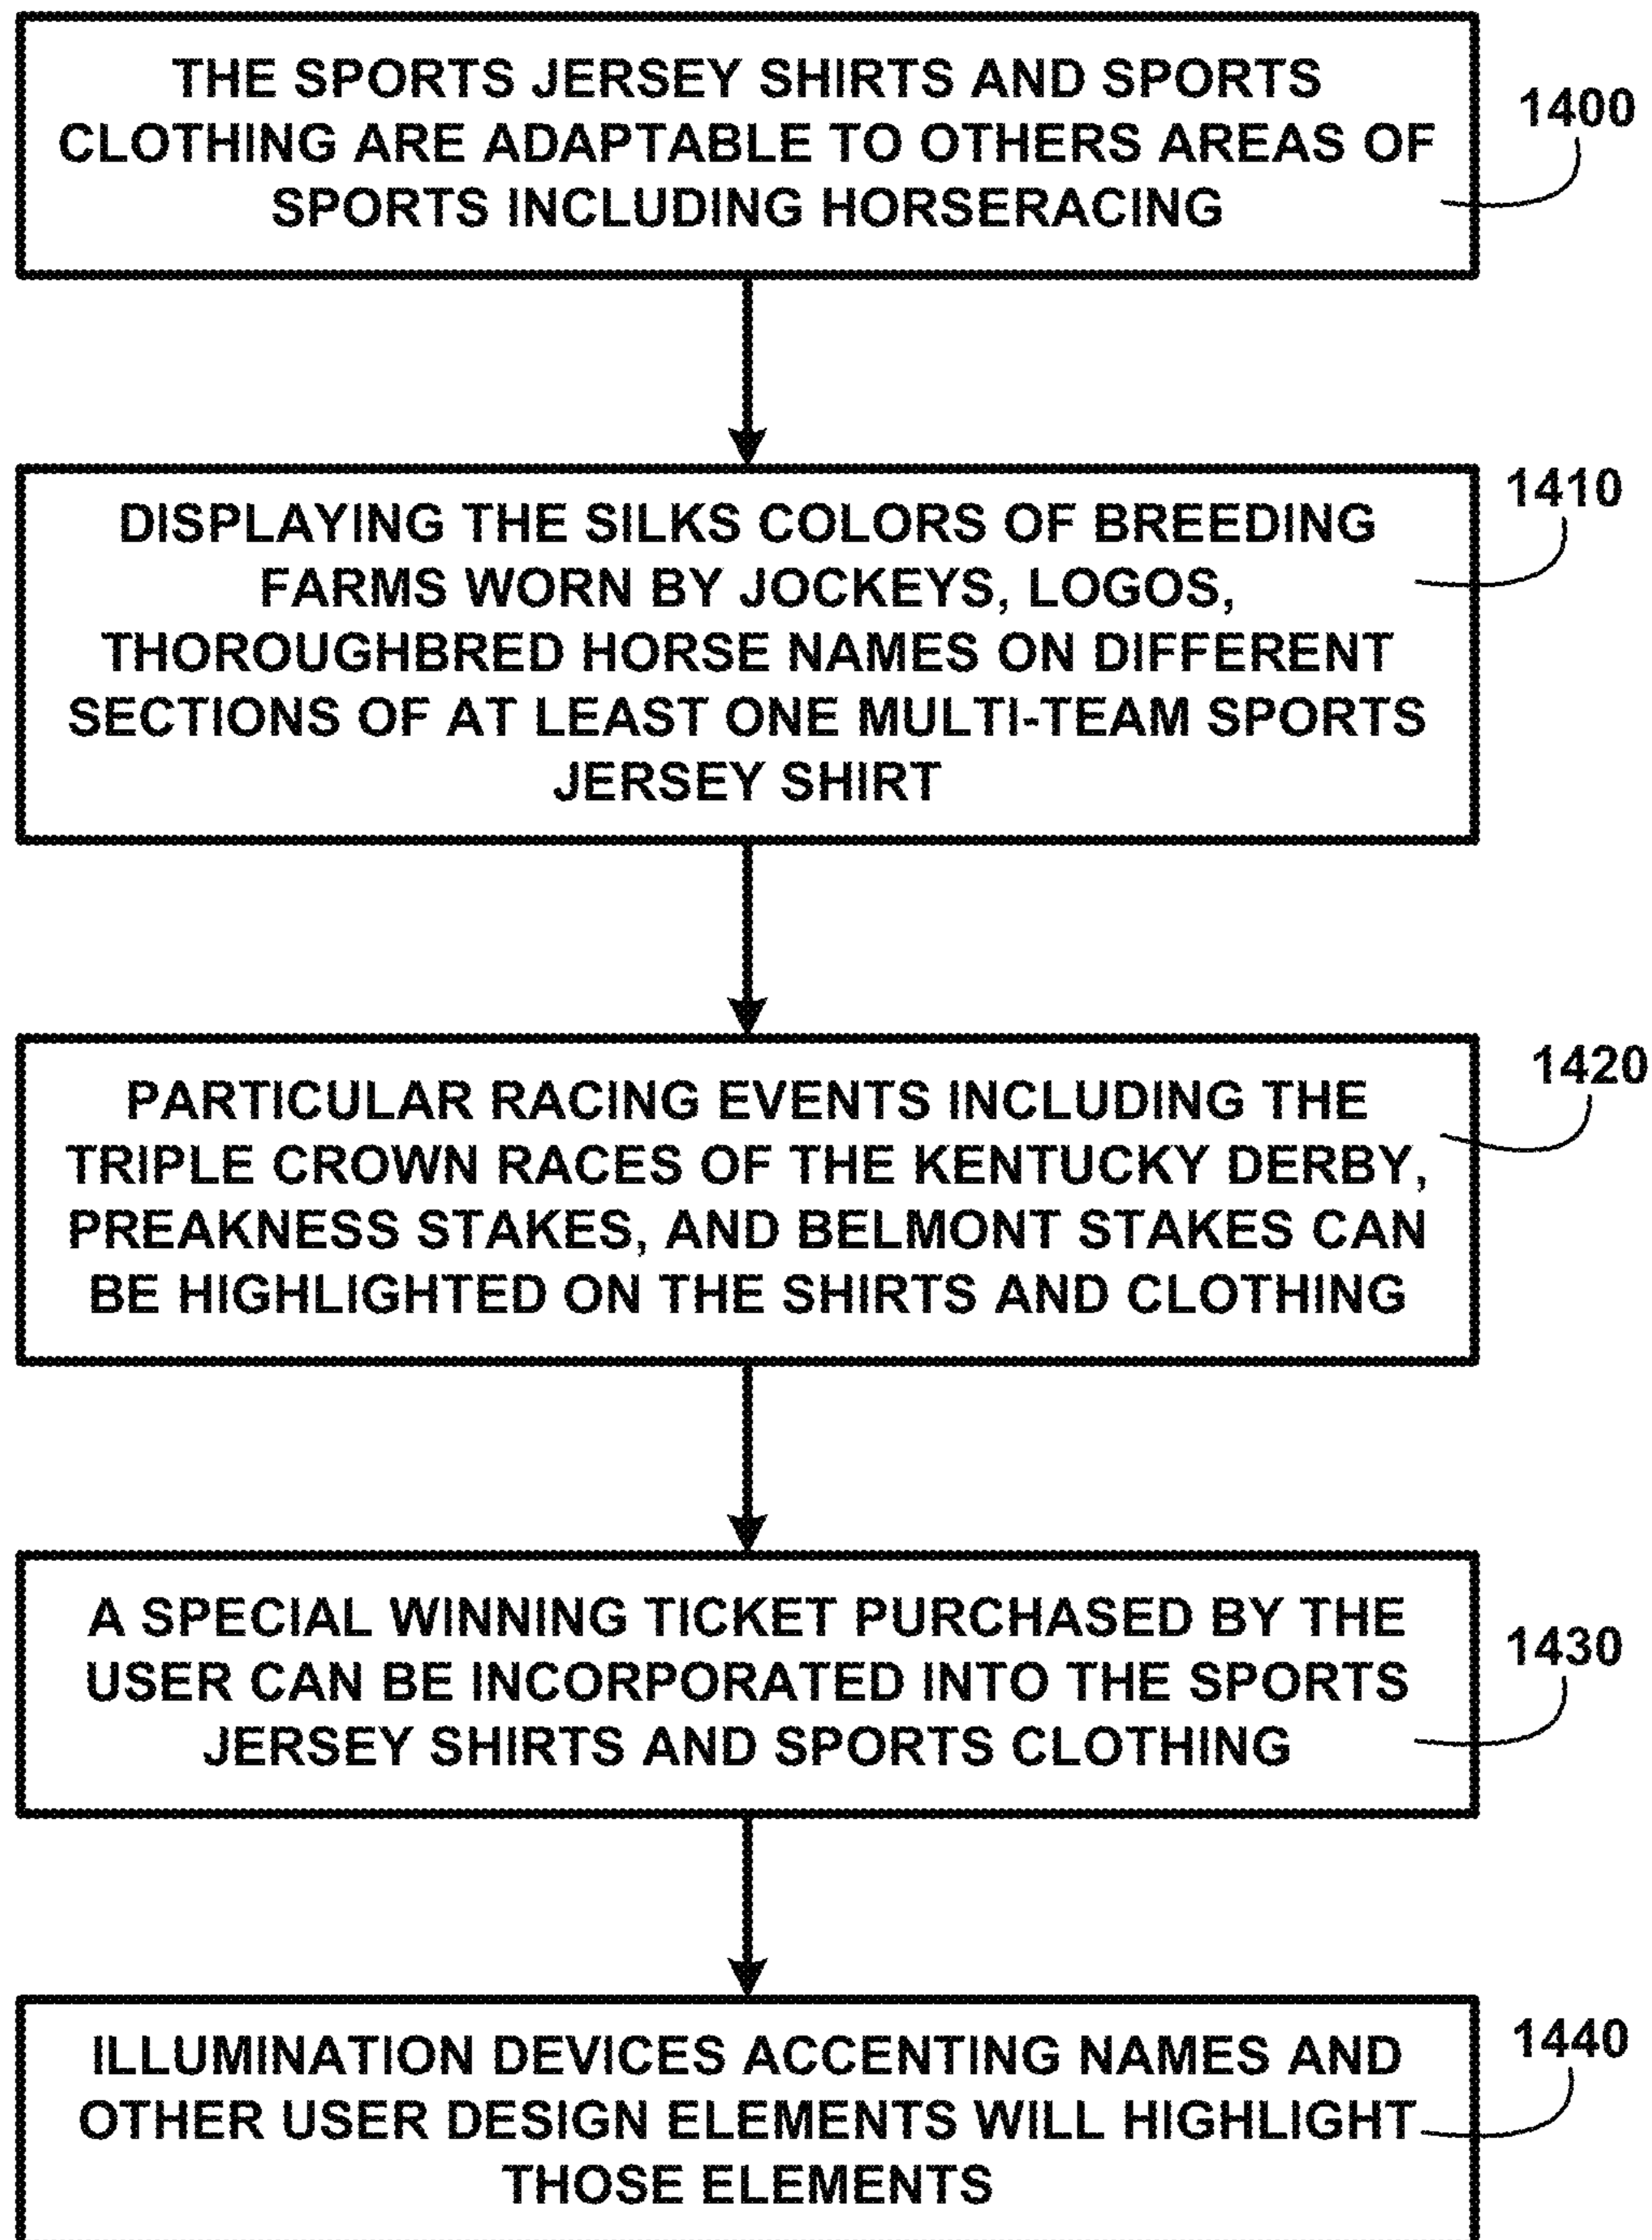 THE SPORTS JERSEY SHIRTS AND SPORTS
CLOTHING ARE ADAPTABLE TO OTHERS AREAS OF
SPORTS INCLUDING HORSERACING
1400
DISPLAYING THE SILKS COLORS OF BREEDING
FARMS WORN BY JOCKEYS, LOGOS,
THOROUGHBRED HORSE NAMES ON DIFFERENT
SECTIONS OF AT LEAST ONE MULTI-TEAM SPORTS
JERSEY SHIRT
1410
PARTICULAR RACING EVENTS INCLUDING THE
TRIPLE CROWN RACES OF THE KENTUCKY DERBY,
PREAKNESS STAKES, AND BELMONT STAKES CAN
BE HIGHLIGHTED ON THE SHIRTS AND CLOTHING
1420
A SPECIAL WINNING TICKET PURCHASED BY THE
USER CAN BE INCORPORATED INTO THE SPORTS
JERSEY SHIRTS AND SPORTS CLOTHING
1430
ILLUMINATION DEVICES ACCENTING NAMES AND
OTHER USER DESIGN ELEMENTS WILL HIGHLIGHT
THOSE ELEMENTS
1440